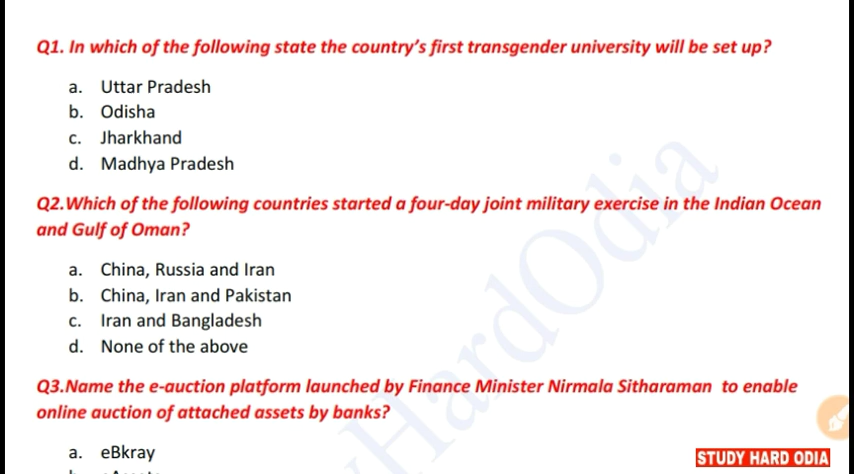 Q1. In which of the following state the country's first transgender university will be set up?
a. Uttar Pradesh
b. Odisha
c. Jharkhand
d. Madhya Pradesh
Q2.Which of the following countries started a four-day joint military exercise in the Indian Ocean
and Gulf of Oman?
a. China, Russia and Iran
b. China, Iran and Pakistan
c. Iran and Bangladesh
d. None of the above
Q3.Name the e-auction platform launched by Finance Minister Nirmala Sitharaman to enable
online auction of attached assets by banks?
a. eBkray
HardOdia
STUDY HARD ODIA